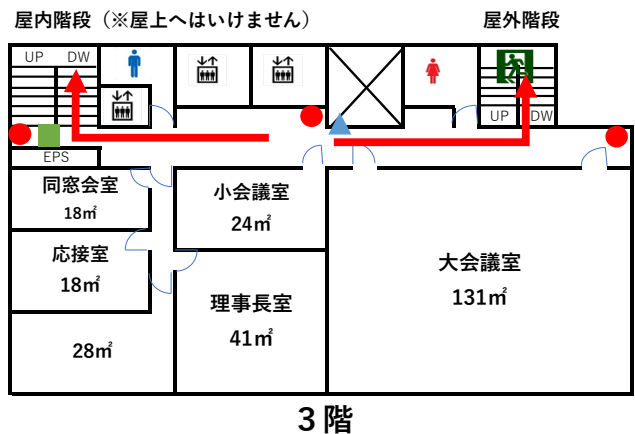 屋内階段（※屋上へはいけません）
屋外階段
UP DW
UP DW
EPS
同窓会室
18㎡
小会議室
24㎡
応接室
18㎡
大会議室
131㎡
理事長室
41㎡
28㎡
３階